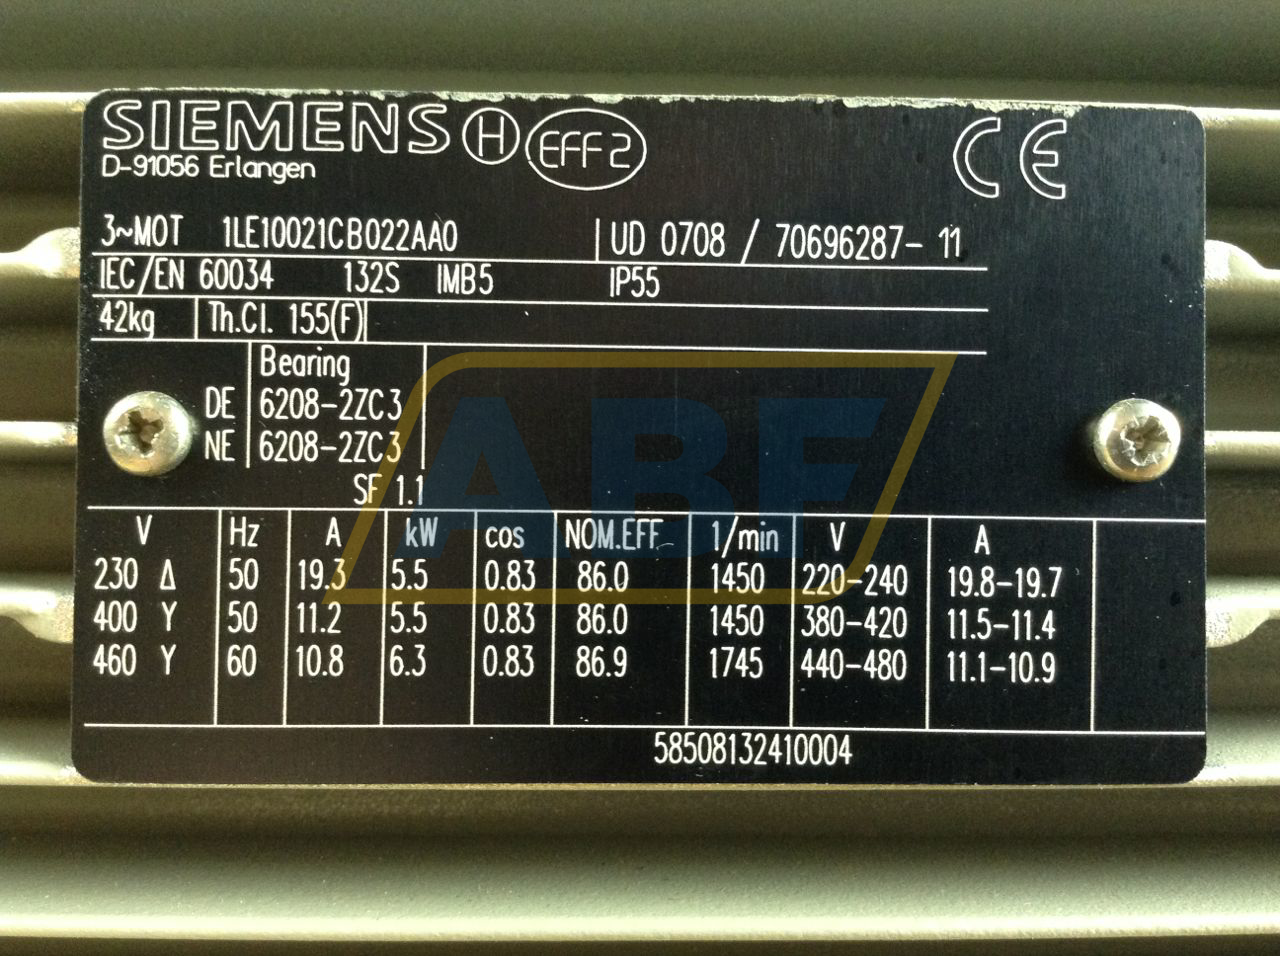 SIEMENS H EFF2 CE
D-91056 Erlangen
3~MOT 1LE10021CB022AA0 UD 0708 / 70696287-11
IEC/EN 60034 132S IMB5 IP55
42kg Th.Cl. 155(F)
Bearing
DE 6208-2ZC3
NE 6208-2ZC3
SF 1.1
V Hz A kW cos NOM.EFF 1/min V A
230 Δ 50 19.3 5.5 0.83 86.0 1450 220-240 19.8-19.7
400 Y 50 11.2 5.5 0.83 86.0 1450 380-420 11.5-11.4
460 Y 60 10.8 6.3 0.83 86.9 1745 440-480 11.1-10.9
58508132410004
ABF